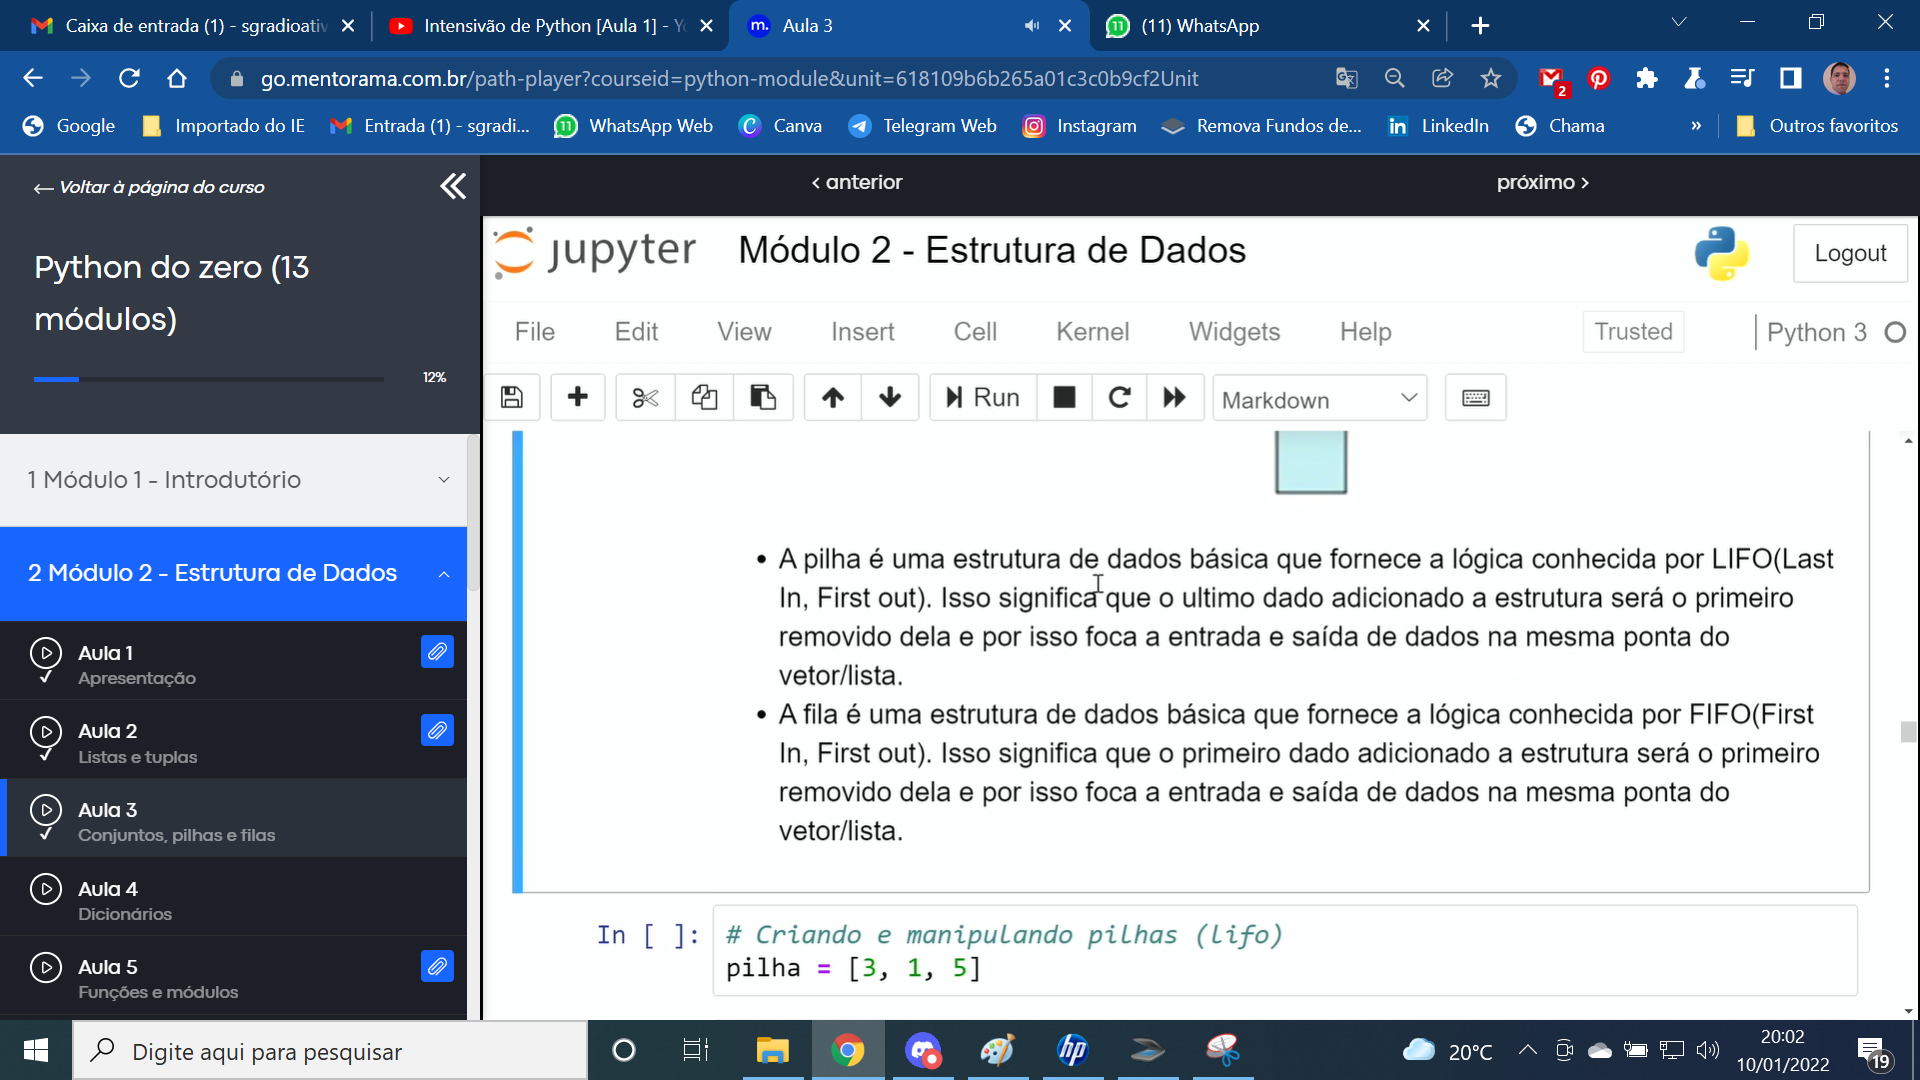 Caixa de entrada (1) - sgradioativ
Intensivão de Python [Aula 1] - Yo
m. Aula 3
11 (11) WhatsApp
go.mentorama.com.br/path-player?courseid=python-module&unit=618109b6b265a01c3c0b9cf2Unit
2
Google
Importado do IE
Entrada (1) - sgradi...
11 WhatsApp Web
Canva
Telegram Web
Instagram
Remova Fundos de...
in LinkedIn
Chama
»
Outros favoritos
← Voltar à página do curso
‹ anterior
próximo ›
Python do zero (13
módulos)
12%
1 Módulo 1 - Introdutório
2 Módulo 2 - Estrutura de Dados
Aula 1
Apresentação
Aula 2
Listas e tuplas
Aula 3
Conjuntos, pilhas e filas
Aula 4
Dicionários
Aula 5
Funções e módulos
jupyter Módulo 2 - Estrutura de Dados
Logout
File Edit View Insert Cell Kernel Widgets Help
Trusted
Python 3
Run
Markdown
• A pilha é uma estrutura de dados básica que fornece a lógica conhecida por LIFO(Last
In, First out). Isso significa que o ultimo dado adicionado a estrutura será o primeiro
removido dela e por isso foca a entrada e saída de dados na mesma ponta do
vetor/lista.
• A fila é uma estrutura de dados básica que fornece a lógica conhecida por FIFO(First
In, First out). Isso significa que o primeiro dado adicionado a estrutura será o primeiro
removido dela e por isso foca a entrada e saída de dados na mesma ponta do
vetor/lista.
In [ ]: # Criando e manipulando pilhas (lifo)
pilha = [3, 1, 5]
Digite aqui para pesquisar
hp
20°C
20:02
10/01/2022
19